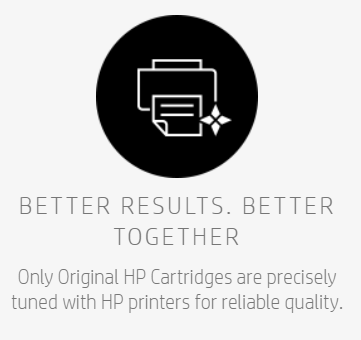 BETTER RESULTS. BETTER
TOGETHER
Only Original HP Cartridges are precisely
tuned with HP printers for reliable quality.